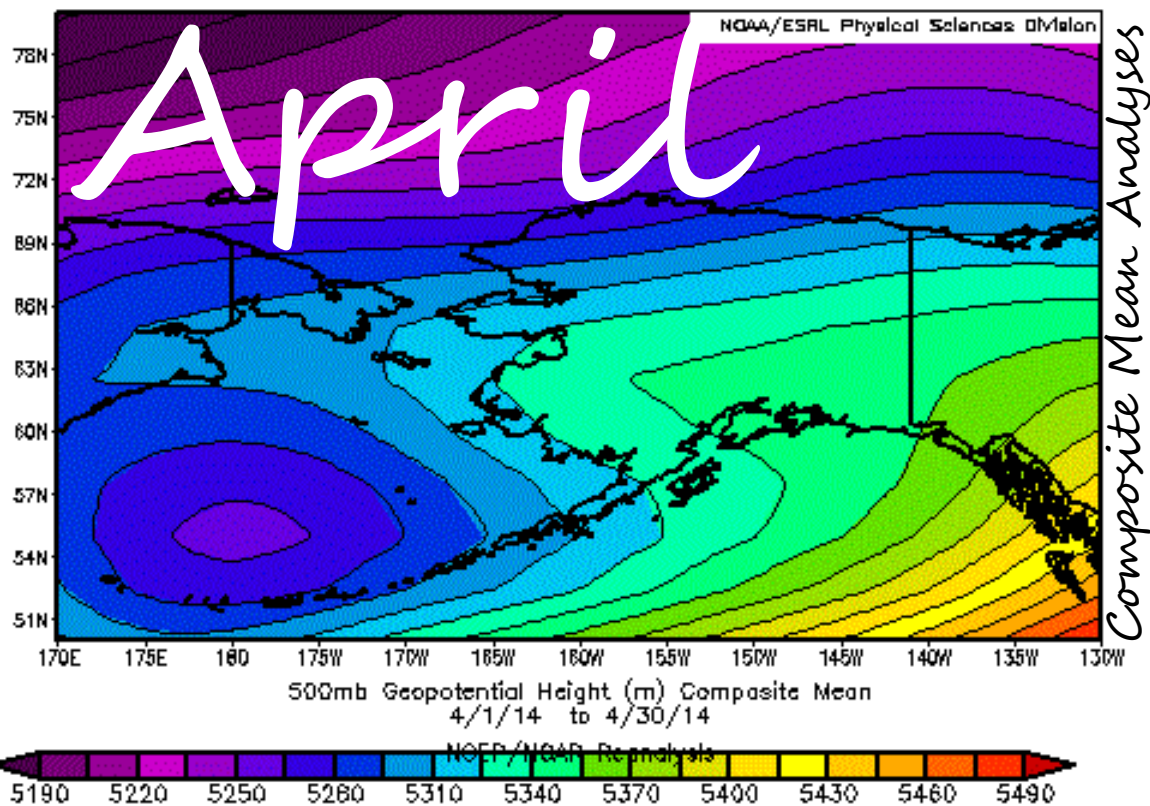 April
NOAA/ESRL Physical Sciences Division
Composite Mean Analyses
78N
75N
72N
69N
66N
63N
60N
57N
54N
51N
170E 175E 180 175W 170W 165W 160W 155W 150W 145W 140W 135W 130W
500mb Geopotential Height (m) Composite Mean
4/1/14 to 4/30/14
NCEP/NCAR Reanalysis
5190 5220 5250 5280 5310 5340 5370 5400 5430 5460 5490